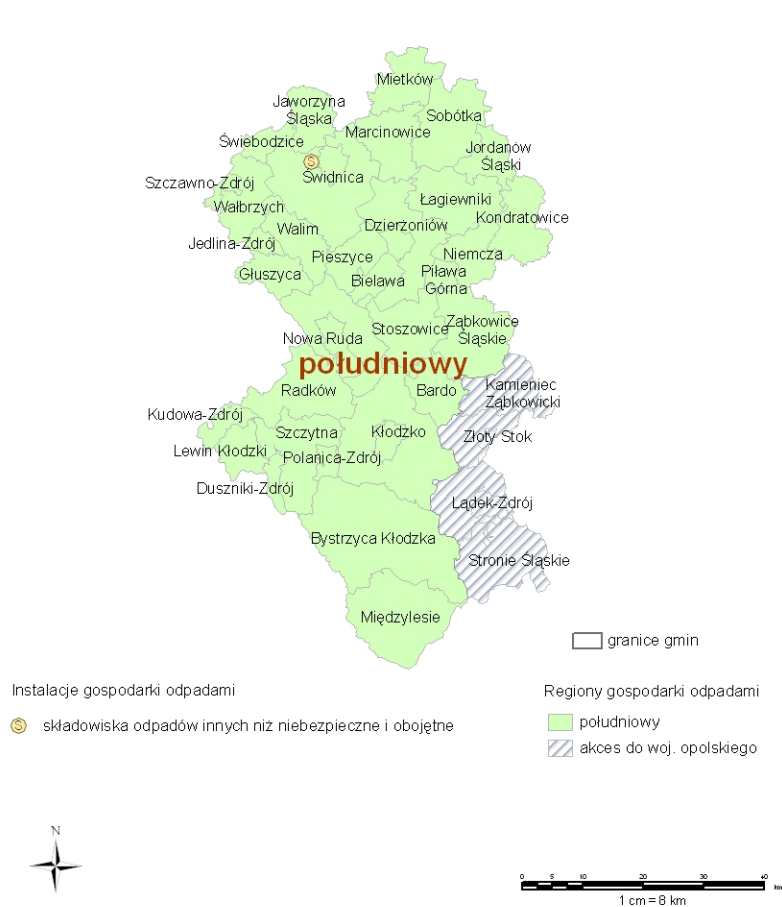 Mietków
Jaworzyna
Śląska
Sobótka
Marcinowice
Świebodzice
Jordanów
Śląski
S
Świdnica
Szczawno-Zdrój
Łagiewniki
Wałbrzych
Kondratowice
Dzierżoniów
Walim
Jedlina-Zdrój
Pieszyce
Niemcza
Głuszyca
Bielawa
Piława
Górna
Ząbkowice
Śląskie
Stoszowice
Nowa Ruda
południowy
Radków
Bardo
Kamieniec
Ząbkowicki
Kudowa-Zdrój
Szczytna
Kłodzko
Złoty Stok
Lewin Kłodzki
Polanica-Zdrój
Duszniki-Zdrój
Lądek-Zdrój
Bystrzyca Kłodzka
Stronie Śląskie
Międzylesie
granice gmin
Instalacje gospodarki odpadami
S składowiska odpadów innych niż niebezpieczne i obojętne
Regiony gospodarki odpadami
południowy
akces do woj. opolskiego
N
0 5 10 20 30 40
km
1 cm = 8 km